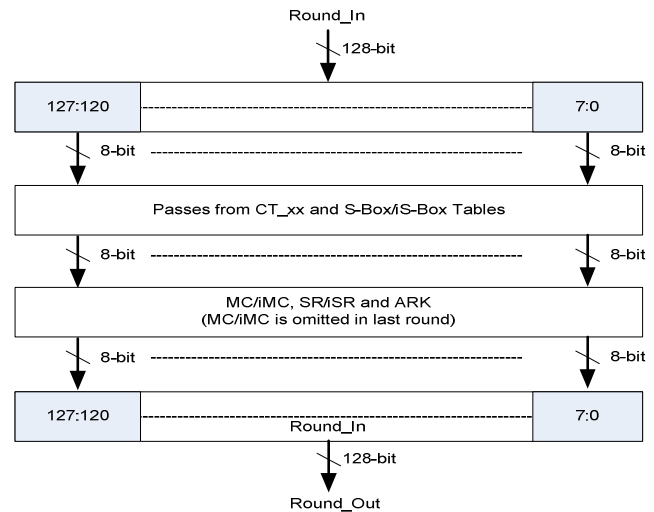 Round_In
128-bit
127:120
7:0
8-bit
8-bit
Passes from CT_xx and S-Box/iS-Box Tables
8-bit
8-bit
MC/iMC, SR/iSR and ARK
(MC/iMC is omitted in last round)
8-bit
8-bit
127:120
7:0
Round_In
128-bit
Round_Out